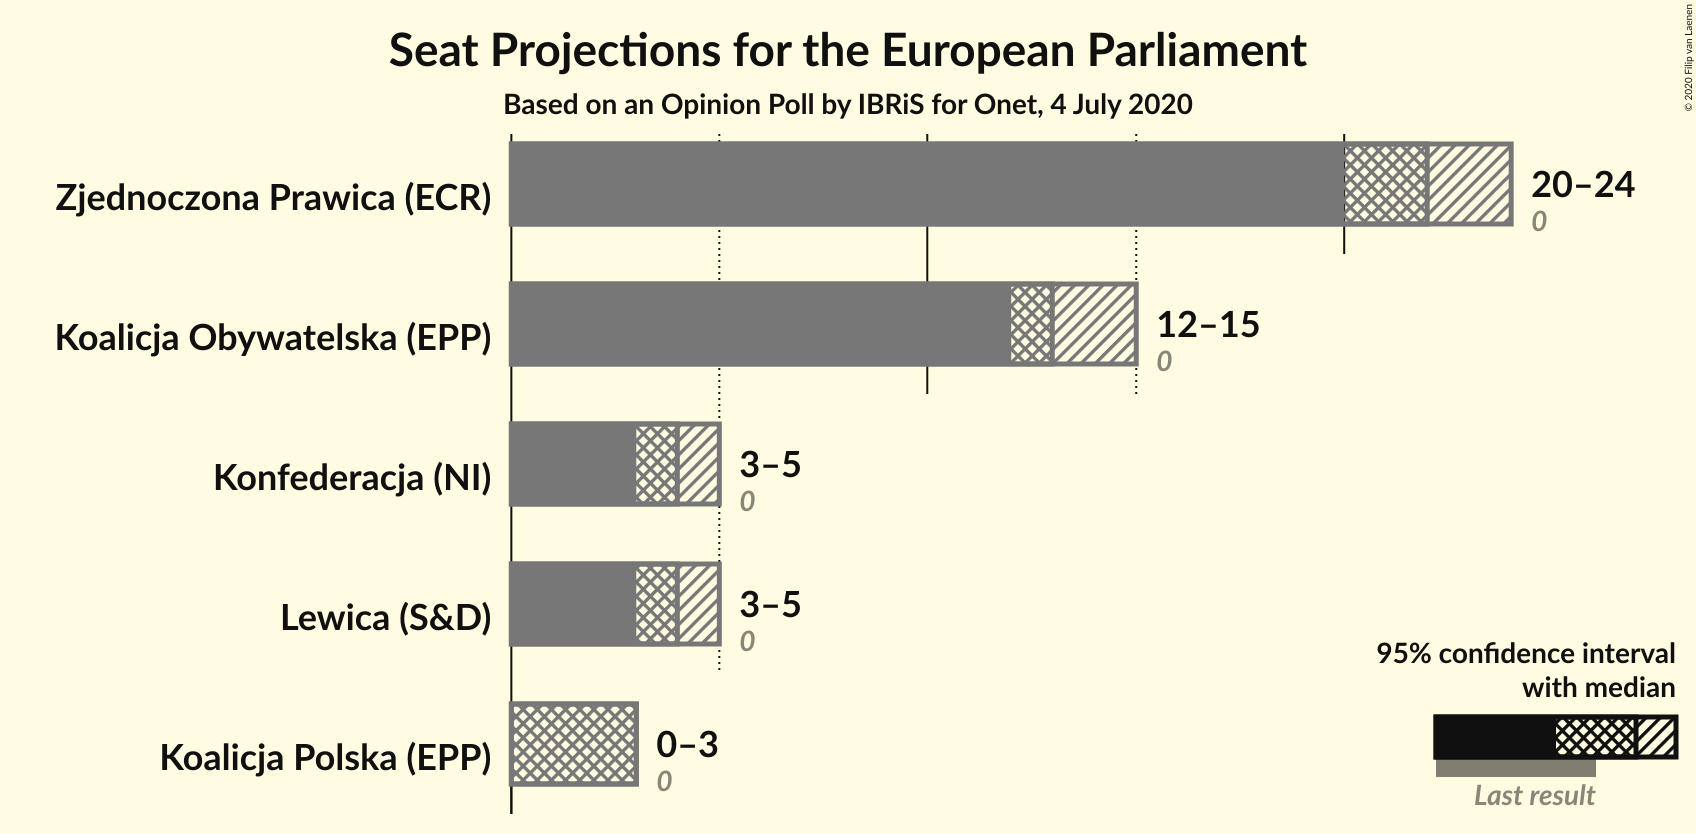 Seat Projections for the European Parliament
Based on an Opinion Poll by IBRiS for Onet, 4 July 2020
© 2020 Filip van Laenen
Zjednoczona Prawica (ECR)
20–24
0
Koalicja Obywatelska (EPP)
12–15
0
Konfederacja (NI)
3–5
0
Lewica (S&D)
3–5
0
Koalicja Polska (EPP)
0–3
0
95% confidence interval
with median
Last result